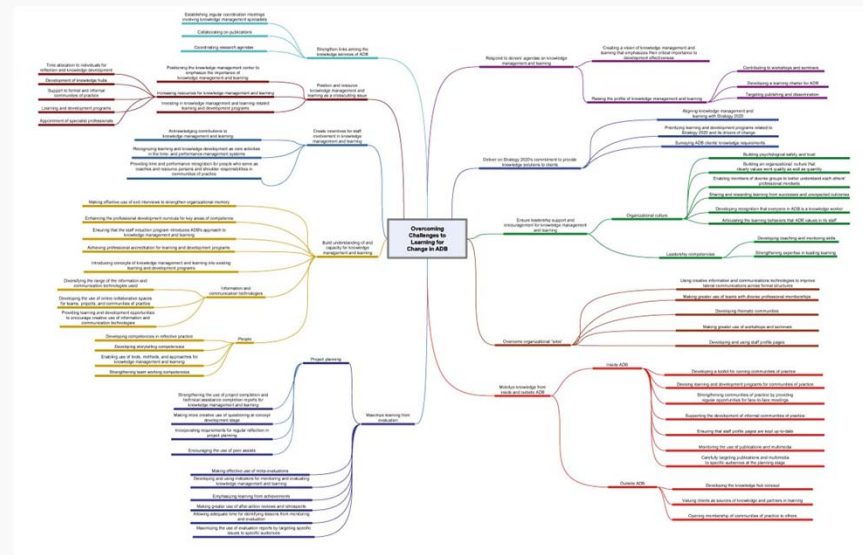 Overcoming
Challenges to
Learning for
Change in ADB
Establishing regular coordination meetings
involving knowledge management specialists
Collaborating on publications
Coordinating research agendas
Strengthen links among the
knowledge services of ADB
Time allocation to individuals for
reflection and knowledge development
Development of knowledge hubs
Support to formal and informal
communities of practice
Learning and development programs
Appointment of specialist professionals
Positioning the knowledge management center to
emphasize the importance of
knowledge management and learning
Increasing resources for knowledge management and learning
Investing in knowledge management and learning-related
learning and development programs
Position and resource
knowledge management and
learning as a crosscutting issue
Acknowledging contributions to
knowledge management and learning
Recognizing learning and knowledge development as core activities
in the time- and performance management systems
Providing time and performance recognition for people who serve as
coaches and resource persons and shoulder responsibilities in
communities of practice
Create incentives for staff
involvement in knowledge
management and learning
Making effective use of exit interviews to strengthen organizational memory
Enhancing the professional development curricula for key areas of competence
Ensuring that the staff induction program introduces ADB's approach to
knowledge management and learning
Achieving professional accreditation for learning and development programs
Introducing concepts of knowledge management and learning into existing
learning and development programs
Diversifying the range of the information and
communication technologies used
Developing the use of online collaborative spaces
for teams, projects, and communities of practice
Providing learning and development opportunities
to encourage creative use of information and
communication technologies
Information and
communication technologies
Developing competencies in reflective practice
Developing storytelling competencies
Enabling use of tools, methods, and approaches for
knowledge management and learning
Strengthening team working competencies
People
Build understanding of and
capacity for knowledge
management and learning
Project planning
Strengthening the use of project completion and
technical assistance completion reports for
knowledge management and learning
Making more creative use of questioning at concept
development stage
Incorporating requirements for regular reflection in
project planning
Encouraging the use of peer assists
Making effective use of meta-evaluations
Developing and using indicators for monitoring and evaluating
knowledge management and learning
Emphasizing learning from achievements
Making greater use of after-action reviews and retrospects
Allowing adequate time for identifying lessons from monitoring
and evaluation
Maximizing the use of evaluation reports by targeting specific
issues to specific audiences
Maximize learning from
evaluation
Respond to donors' agendas on knowledge
management and learning
Creating a vision of knowledge management and
learning that emphasizes their critical importance to
development effectiveness
Raising the profile of knowledge management and learning
Contributing to workshops and seminars
Developing a learning charter for ADB
Targeting publishing and dissemination
Deliver on Strategy 2020's commitment to provide
knowledge solutions to clients
Aligning knowledge management and
learning with Strategy 2020
Prioritizing learning and development programs related to
Strategy 2020 and its drivers of change
Surveying ADB clients' knowledge requirements
Ensure leadership support and
encouragement for knowledge management
and learning
Organizational culture
Building psychological safety and trust
Building an organizational culture that
clearly values work quality as well as quantity
Enabling members of diverse groups to better understand each others'
professional mindsets
Sharing and rewarding learning from successes and unexpected outcomes
Developing recognition that everyone in ADB is a knowledge worker
Articulating the learning behaviors that ADB values in its staff
Leadership competencies
Developing coaching and mentoring skills
Strengthening expertise in leading learning
Overcome organizational "silos"
Using creative information and communications technologies to improve
lateral communications across formal structures
Making greater use of teams with diverse professional memberships
Developing thematic communities
Making greater use of workshops and seminars
Developing and using staff profile pages
Mobilize knowledge from
inside and outside ADB
Inside ADB
Developing a toolkit for running communities of practice
Devising learning and development programs for communities of practice
Strengthening communities of practice by providing
regular opportunities for face-to-face meetings
Supporting the development of informal communities of practice
Ensuring that staff profile pages are kept up-to-date
Monitoring the use of publications and multimedia
Carefully targeting publications and multimedia
to specific audiences at the planning stage
Outside ADB
Developing the knowledge hub concept
Valuing clients as sources of knowledge and partners in learning
Opening membership of communities of practice to others